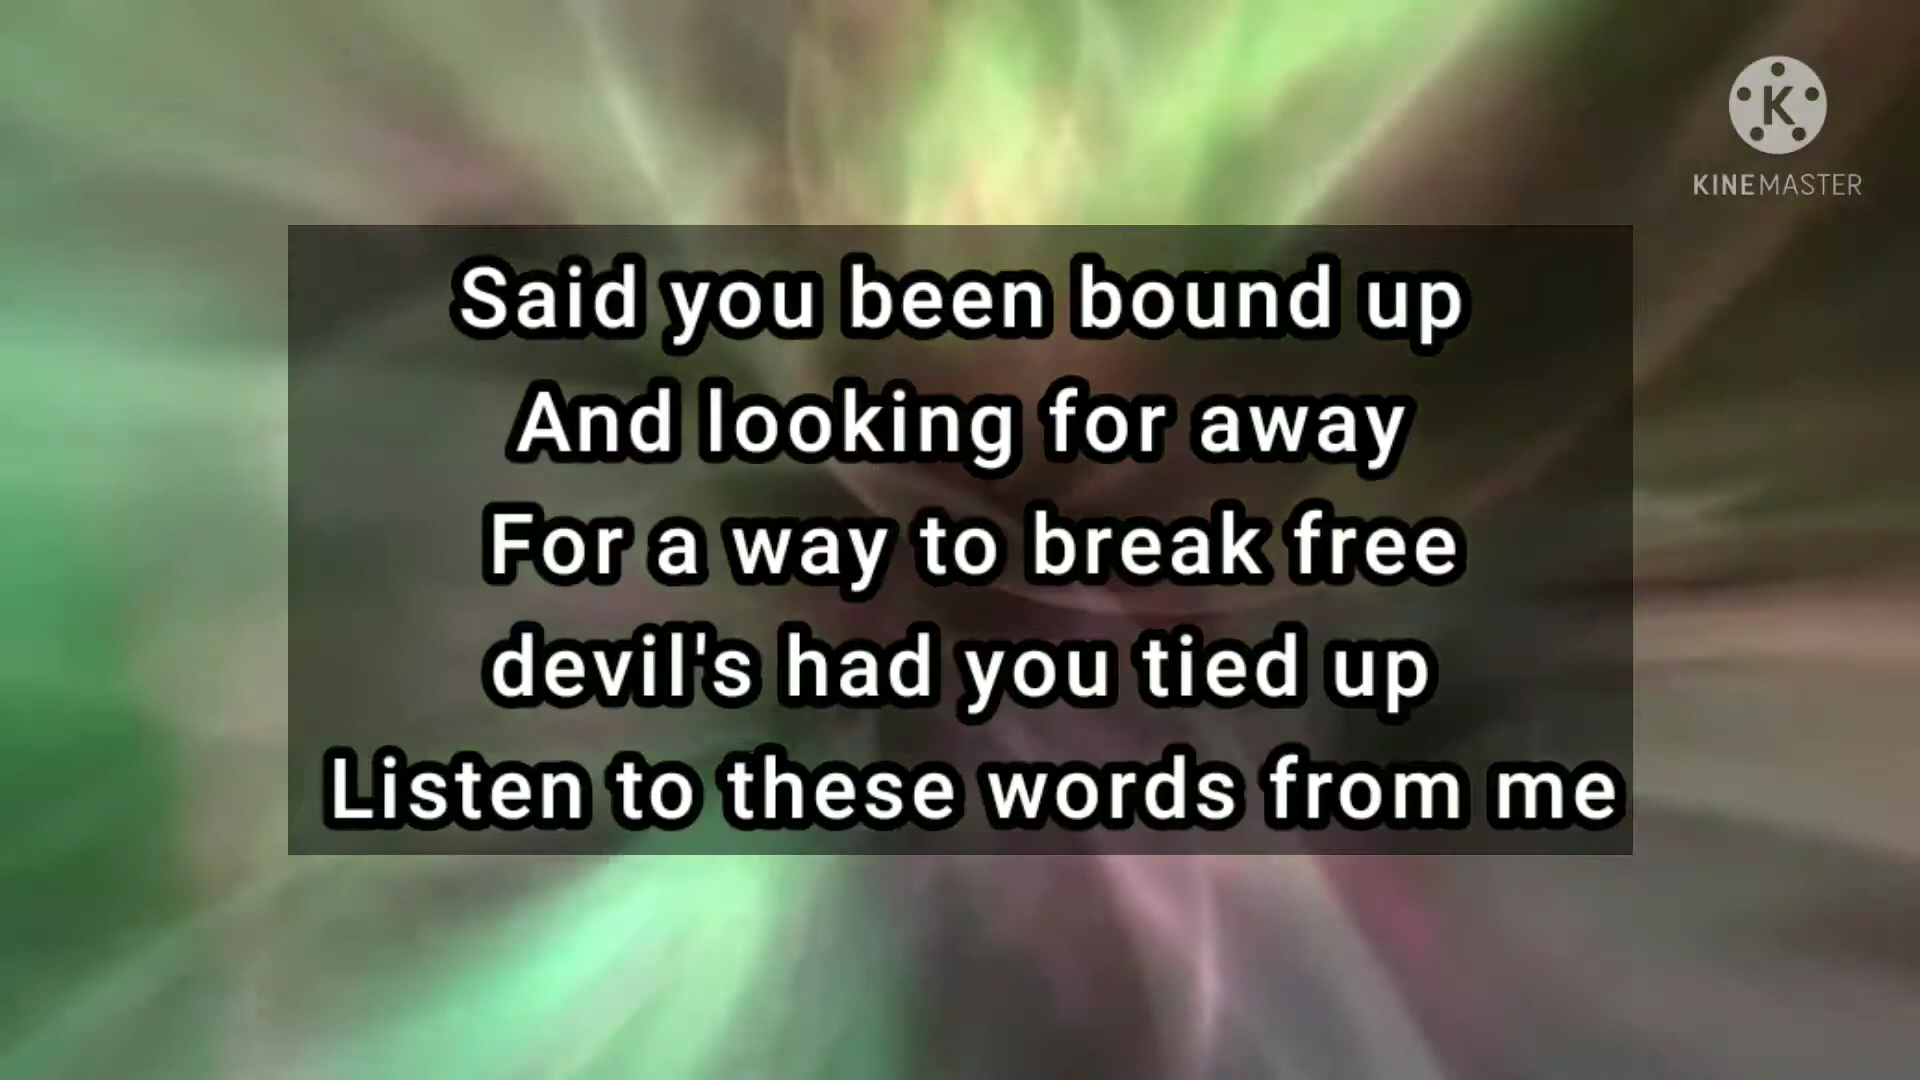 K
KINEMASTER
Said you been bound up
And looking for away
For a way to break free
devil's had you tied up
Listen to these words from me